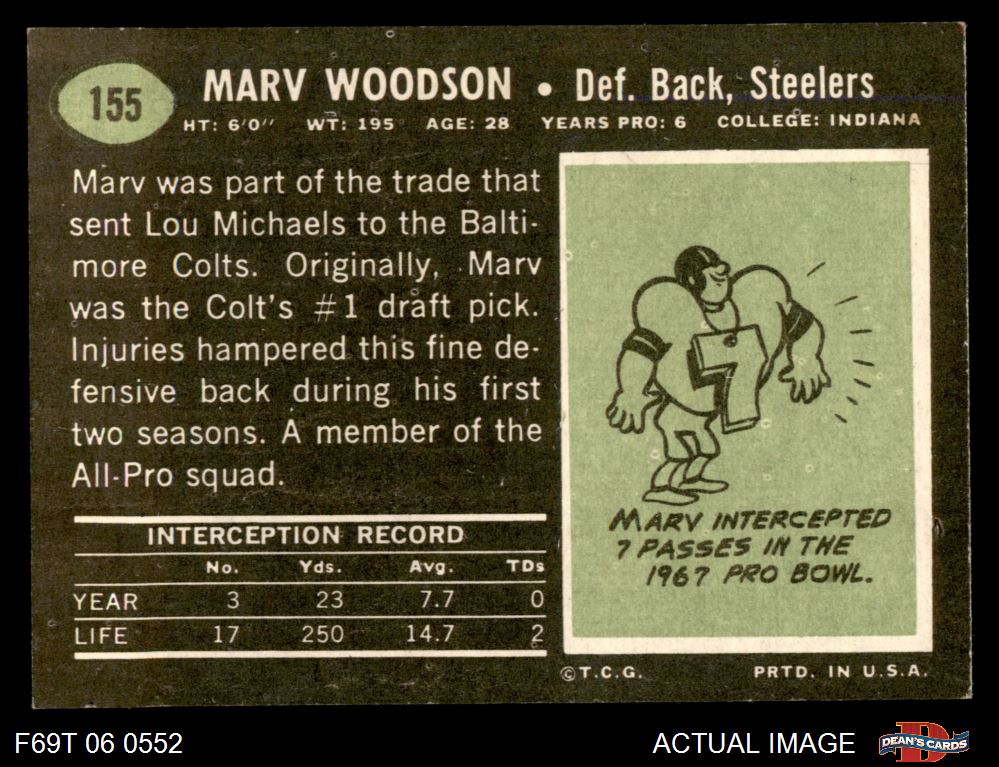 155
MARV WOODSON • Def. Back, Steelers
HT: 6'0" WT: 195 AGE: 28 YEARS PRO: 6 COLLEGE: INDIANA
Marv was part of the trade that
sent Lou Michaels to the Balti-
more Colts. Originally, Marv
was the Colt's #1 draft pick.
Injuries hampered this fine de-
fensive back during his first
two seasons. A member of the
All-Pro squad.
INTERCEPTION RECORD
No. Yds. Avg. TDs
YEAR 3 23 7.7 0
LIFE 17 250 14.7 2
7
MARV INTERCEPTED
7 PASSES IN THE
1967 PRO BOWL.
©T.C.G. PRTD. IN U.S.A.
F69T 06 0552 ACTUAL IMAGE
D
DEAN'S CARDS